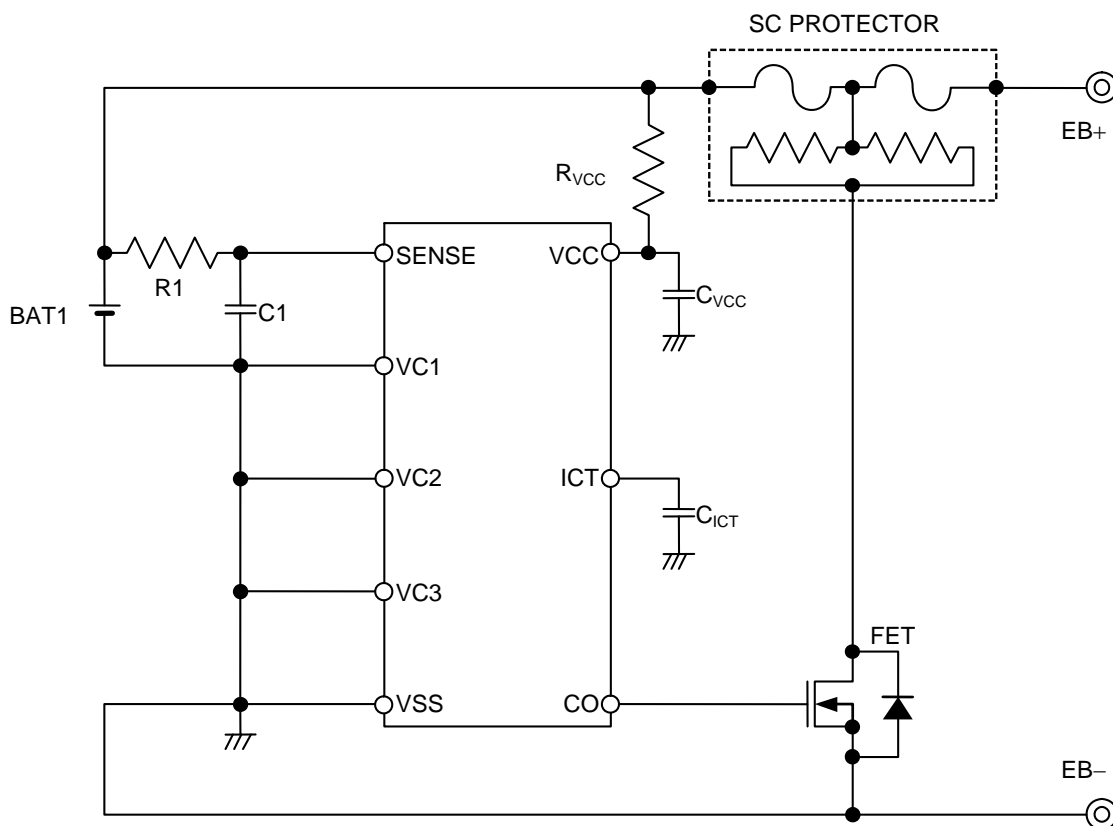 SC PROTECTOR
EB+
RVCC
SENSE
VCC
R1
CVCC
BAT1
C1
VC1
VC2
ICT
CICT
VC3
FET
VSS
CO
EB−